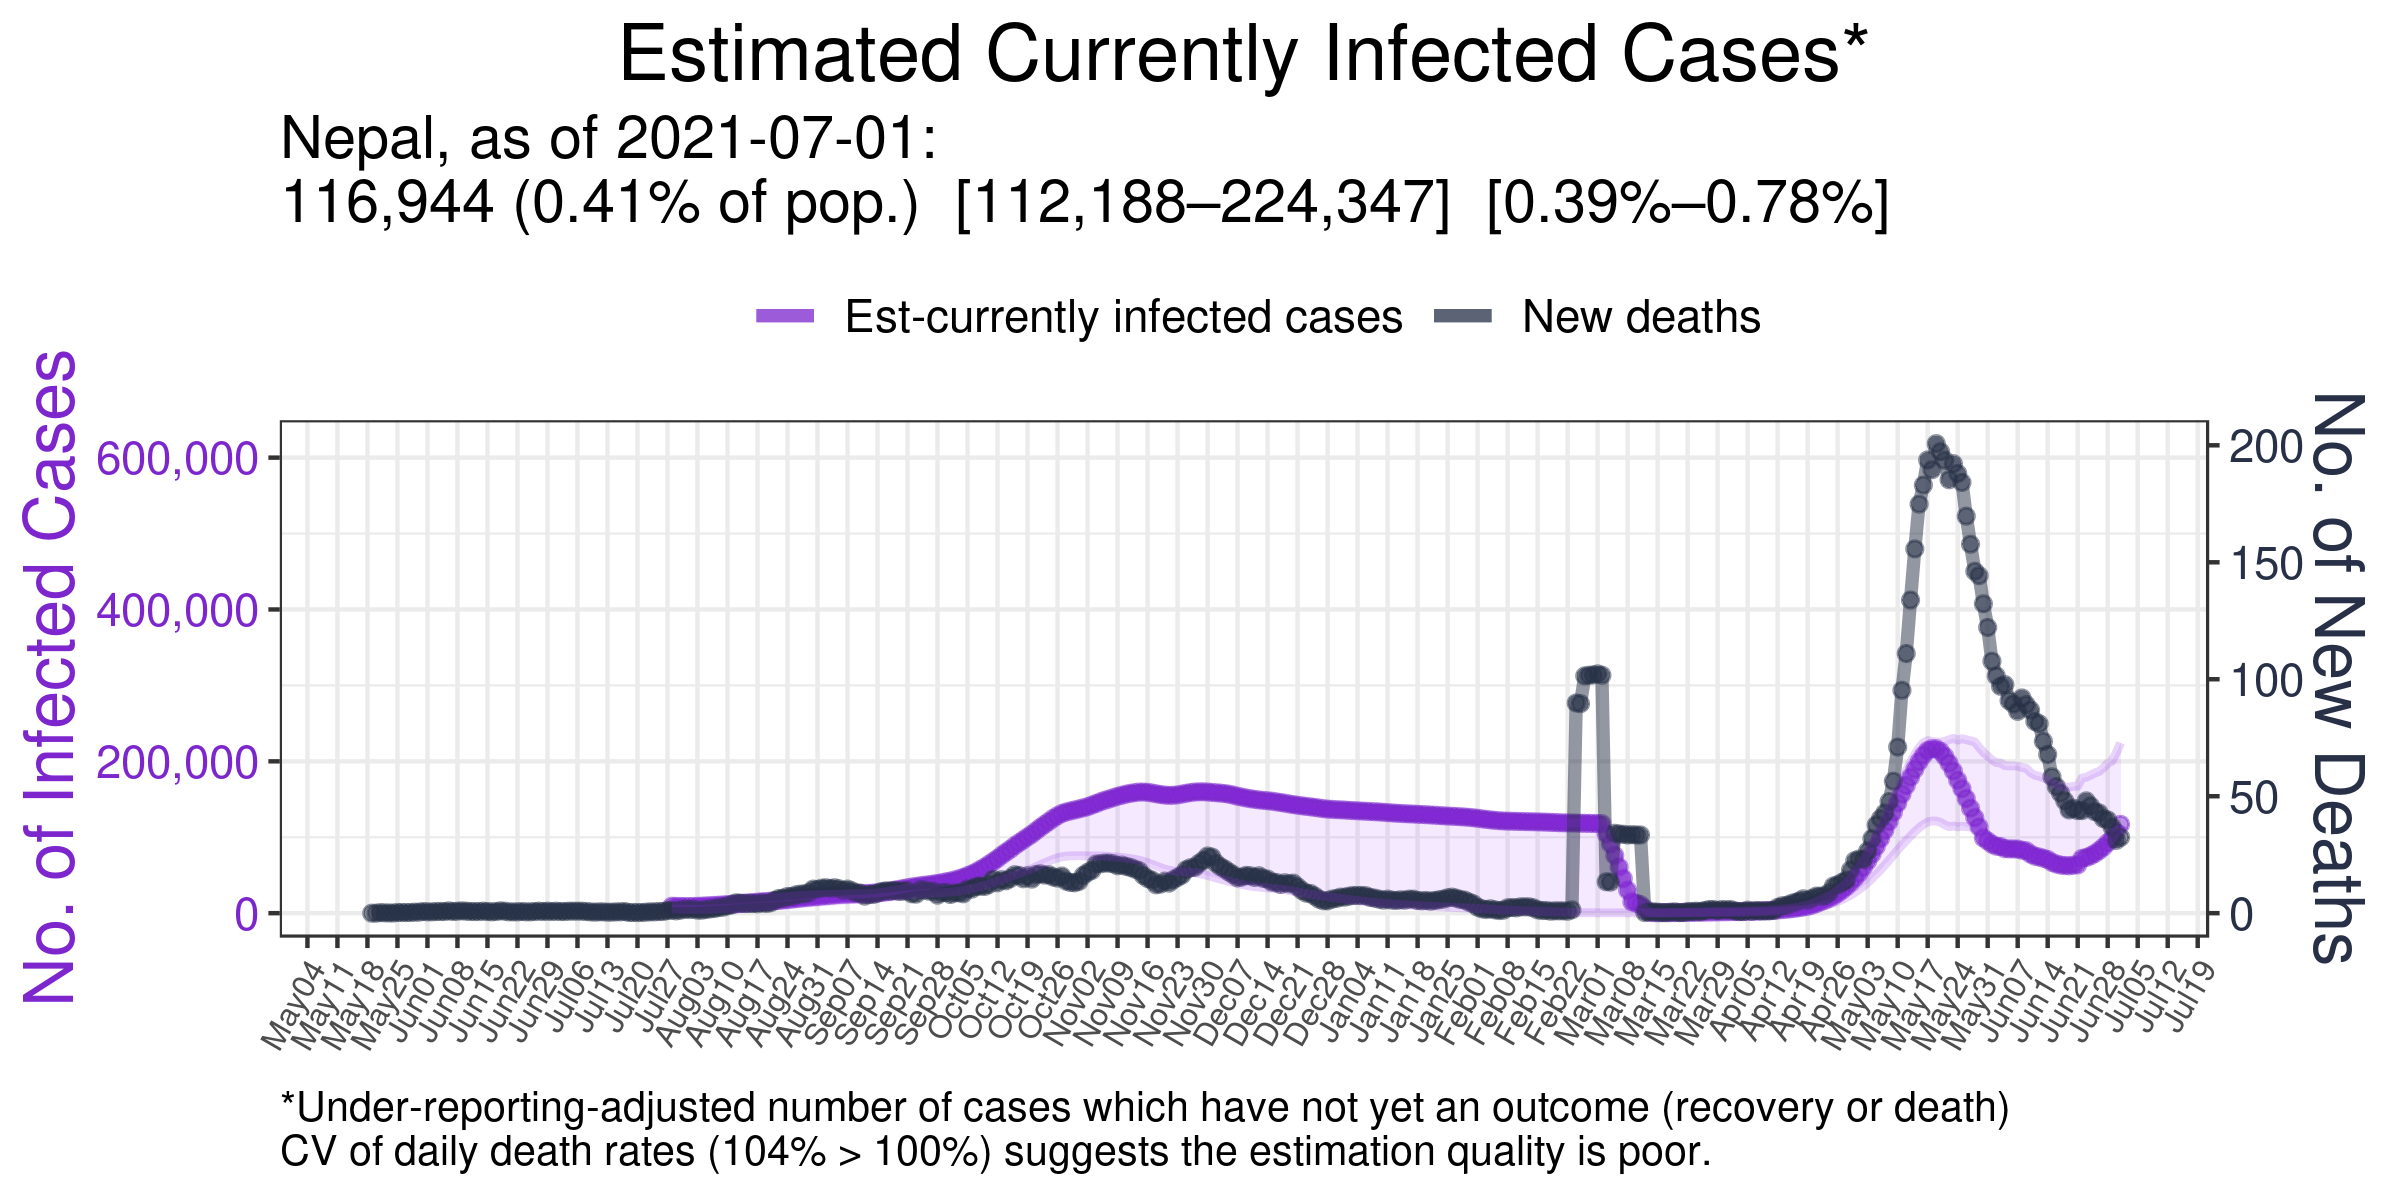 Estimated Currently Infected Cases*
Nepal, as of 2021-07-01:
116,944 (0.41% of pop.) [112,188–224,347] [0.39%–0.78%]
Est-currently infected cases New deaths
No. of Infected Cases
600,000
400,000
200,000
0
200
150
100
50
0
No. of New Deaths
May04 May11 May18 May25 Jun01 Jun08 Jun15 Jun22 Jun29 Jul06 Jul13 Jul20 Jul27 Aug03 Aug10 Aug17 Aug24 Aug31 Sep07 Sep14 Sep21 Sep28 Oct05 Oct12 Oct19 Oct26 Nov02 Nov09 Nov16 Nov23 Nov30 Dec07 Dec14 Dec21 Dec28 Jan04 Jan11 Jan18 Jan25 Feb01 Feb08 Feb15 Feb22 Mar01 Mar08 Mar15 Mar22 Mar29 Apr05 Apr12 Apr19 Apr26 May03 May10 May17 May24 May31 Jun07 Jun14 Jun21 Jun28 Jul05 Jul12 Jul19
*Under-reporting-adjusted number of cases which have not yet an outcome (recovery or death)
CV of daily death rates (104% > 100%) suggests the estimation quality is poor.